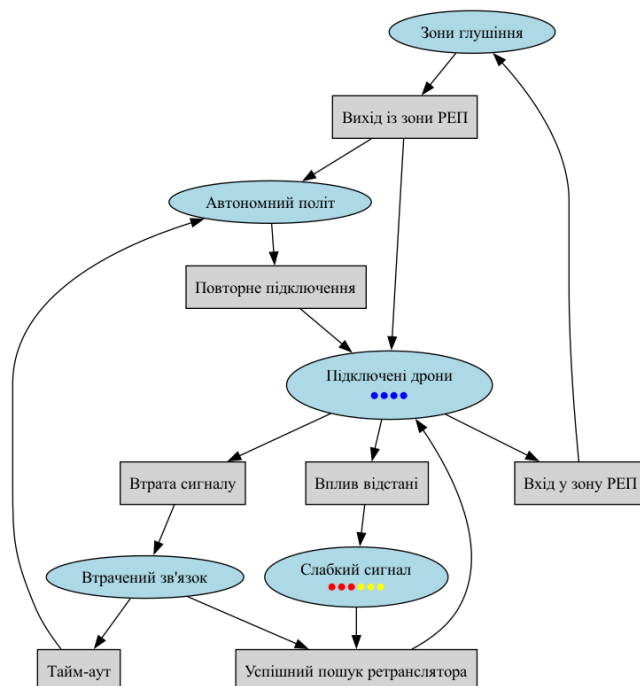 Зони глушіння
Вихід із зони РЕП
Автономний політ
Повторне підключення
Підключені дрони
Втрата сигналу
Вплив відстані
Вхід у зону РЕП
Втрачений зв'язок
Слабкий сигнал
Тайм-аут
Успішний пошук ретранслятора